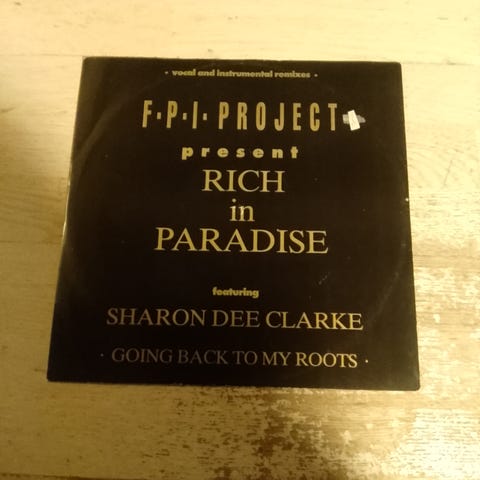 · vocal and instrumental remixes ·
F·P·I· PROJECT
present
RICH
in
PARADISE
featuring
SHARON DEE CLARKE
· GOING BACK TO MY ROOTS ·